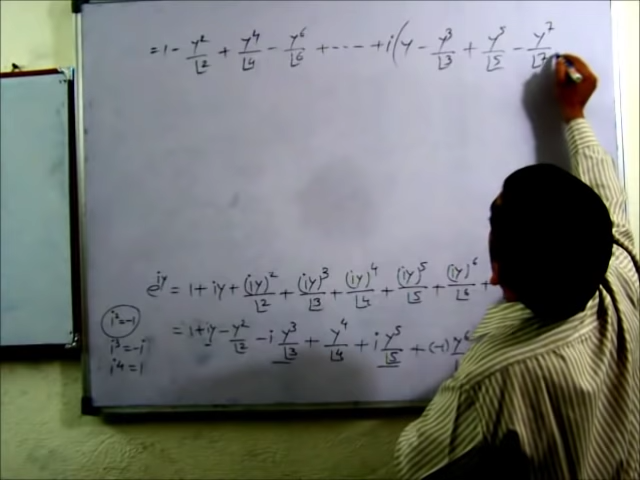 = 1 - y²/⌊2 + y⁴/⌊4 - y⁶/⌊6 + --- + i(y - y³/⌊3 + y⁵/⌊5 - y⁷/⌊7
e^{iy} = 1 + iy + (iy)²/⌊2 + (iy)³/⌊3 + (iy)⁴/⌊4 + (iy)⁵/⌊5 + (iy)⁶/⌊6 +
= 1 + iy - y²/⌊2 - i y³/⌊3 + y⁴/⌊4 + i y⁵/⌊5 + (-1) y⁶
i² = -1
i³ = -i
i⁴ = 1